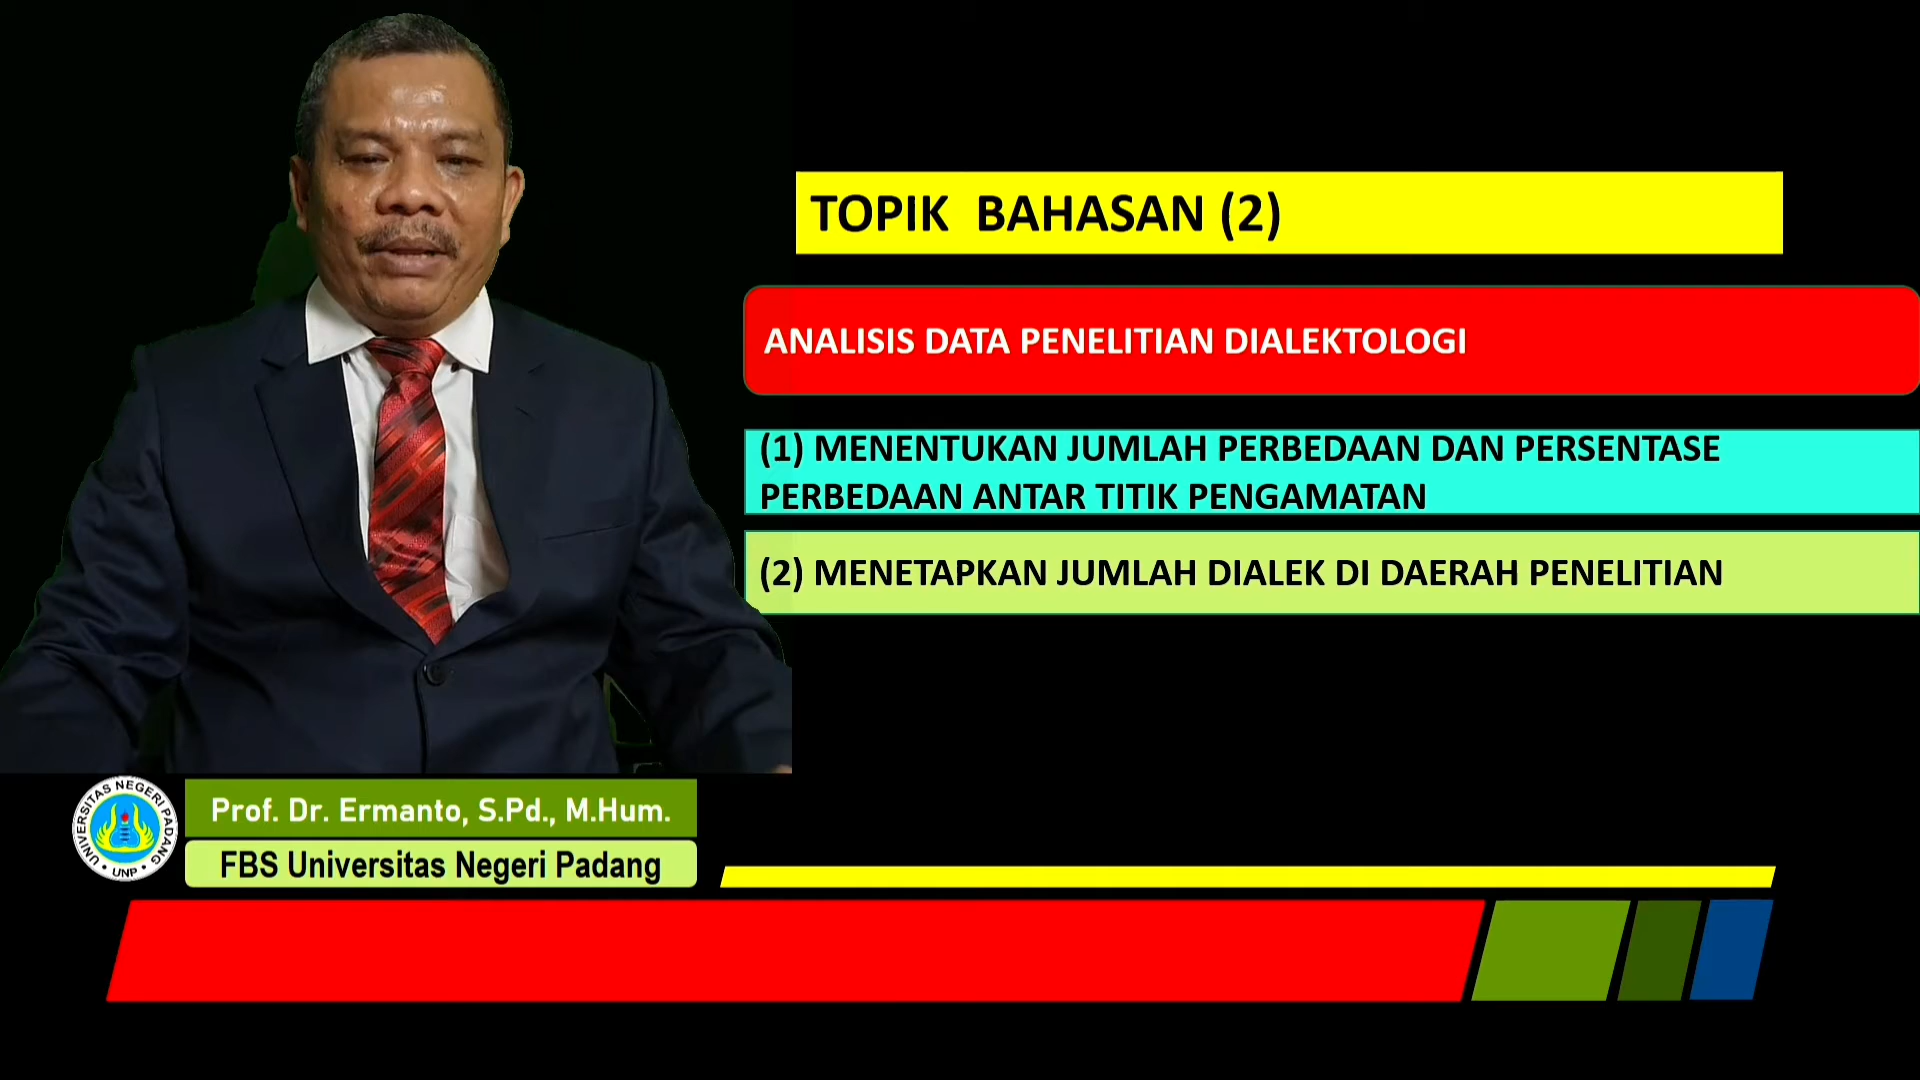 TOPIK BAHASAN (2)
ANALISIS DATA PENELITIAN DIALEKTOLOGI
(1) MENENTUKAN JUMLAH PERBEDAAN DAN PERSENTASE
PERBEDAAN ANTAR TITIK PENGAMATAN
(2) MENETAPKAN JUMLAH DIALEK DI DAERAH PENELITIAN
UNIVERSITAS NEGERI PADANG
UNP
Prof. Dr. Ermanto, S.Pd., M.Hum.
FBS Universitas Negeri Padang